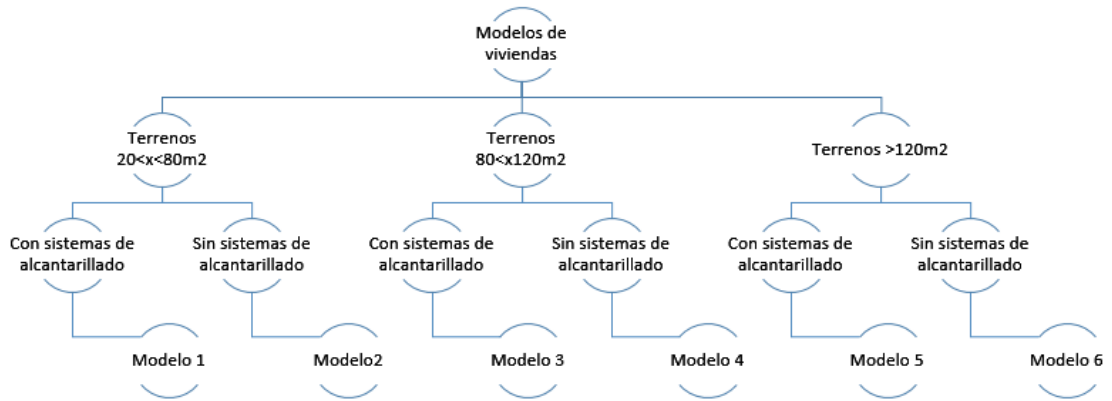 Modelos de
viviendas
Terrenos
20<x<80m2
Terrenos
80<x120m2
Terrenos >120m2
Con sistemas de
alcantarillado
Sin sistemas de
alcantarillado
Con sistemas de
alcantarillado
Sin sistemas de
alcantarillado
Con sistemas de
alcantarillado
Sin sistemas de
alcantarillado
Modelo 1
Modelo2
Modelo 3
Modelo 4
Modelo 5
Modelo 6